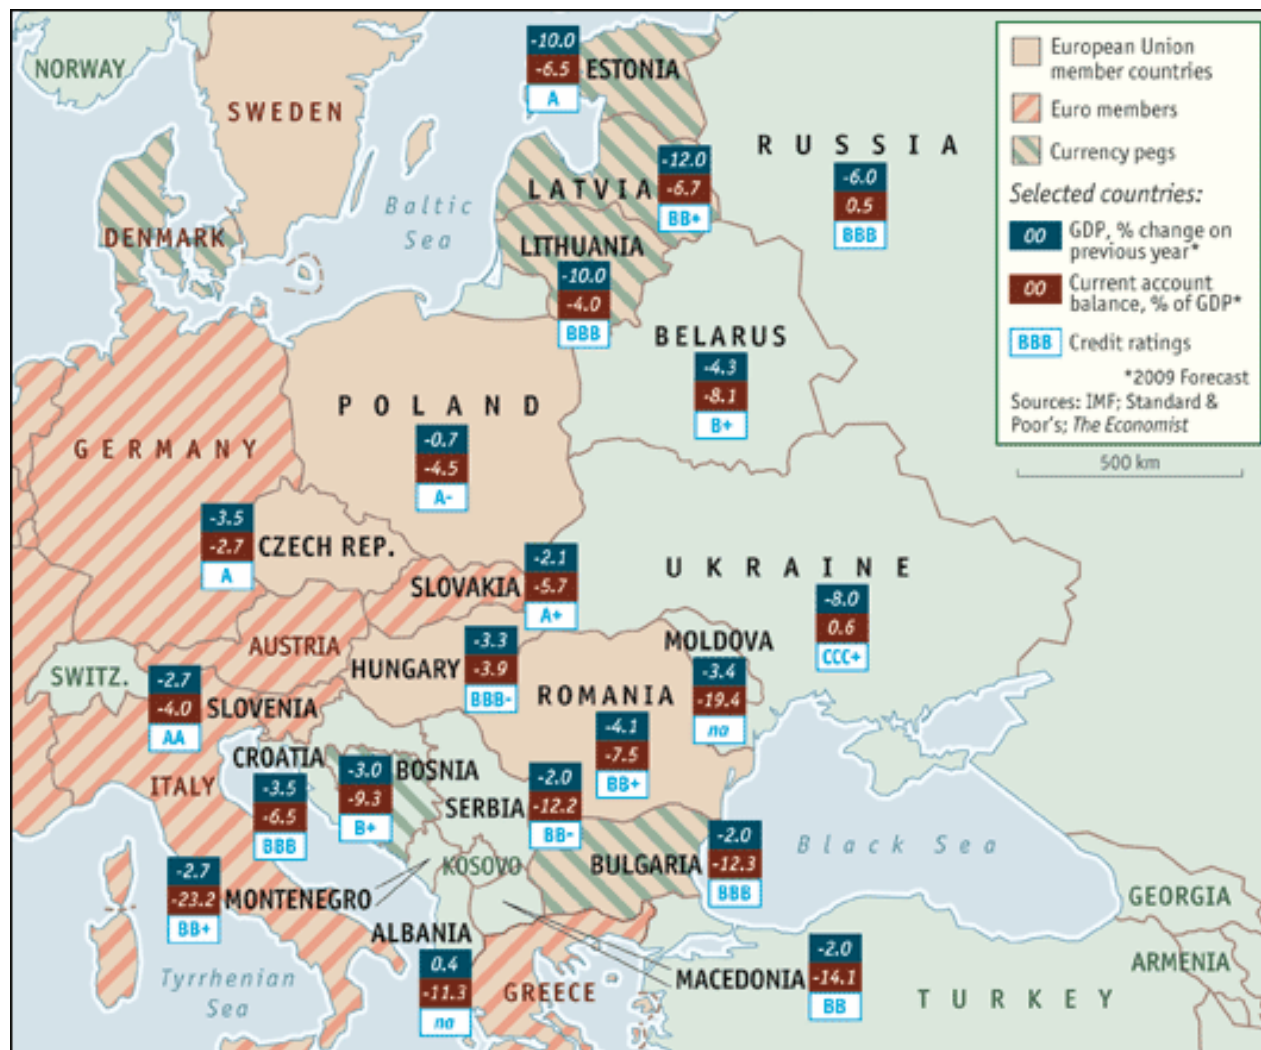 NORWAY
SWEDEN
-10.0
-6.5
A
ESTONIA
RUSSIA
-6.0
0.5
BBB
-12.0
-6.7
BB+
LATVIA
Baltic
Sea
DENMARK
LITHUANIA
-10.0
-4.0
BBB
BELARUS
-4.3
-8.1
B+
POLAND
-0.7
-4.5
A-
GERMANY
-3.5
-2.7
A
CZECH REP.
SLOVAKIA
-2.1
-5.7
A+
UKRAINE
-8.0
0.6
CCC+
AUSTRIA
HUNGARY
-3.3
-3.9
BBB-
MOLDOVA
-3.4
-19.4
na
SWITZ.
-2.7
-4.0
AA
SLOVENIA
ROMANIA
-4.1
-7.5
BB+
CROATIA
-3.5
-6.5
BBB
-3.0
-9.3
B+
BOSNIA
SERBIA
-2.0
-12.2
BB-
ITALY
KOSOVO
BULGARIA
-2.0
-12.3
BBB
Black Sea
-2.7
-23.2
BB+
MONTENEGRO
ALBANIA
0.4
-11.3
na
GREECE
MACEDONIA
-2.0
-14.1
BB
Tyrrhenian
Sea
TURKEY
GEORGIA
ARMENIA
European Union
member countries
Euro members
Currency pegs
Selected countries:
00 GDP, % change on
previous year*
00 Current account
balance, % of GDP*
BBB Credit ratings
*2009 Forecast
Sources: IMF; Standard &
Poor's; The Economist
500 km